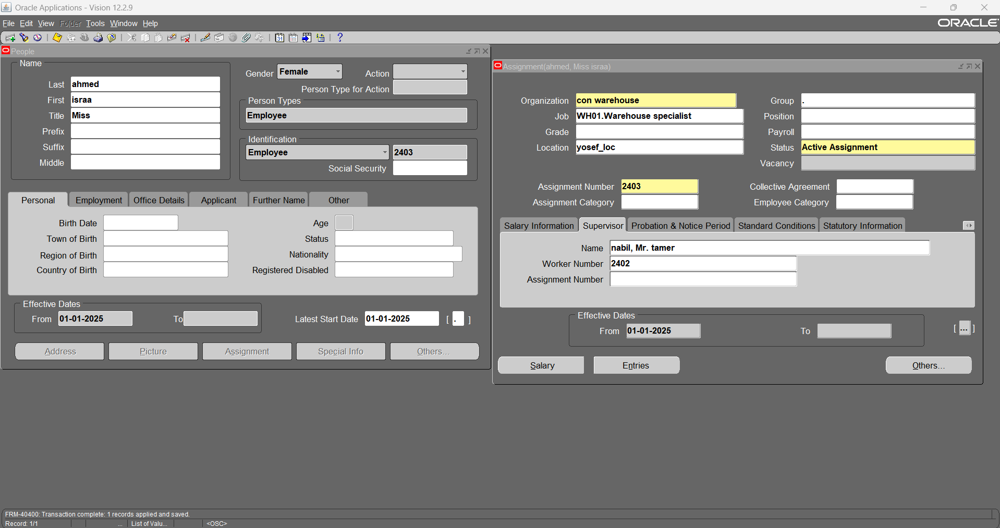 Oracle Applications - Vision 12.2.9
File Edit View Folder Tools Window Help
ORACLE
People
Name
Last ahmed
First israa
Title Miss
Prefix
Suffix
Middle
Gender Female
Action
Person Type for Action
Person Types
Employee
Identification
Employee 2403
Social Security
Personal Employment Office Details Applicant Further Name Other
Birth Date
Town of Birth
Region of Birth
Country of Birth
Age
Status
Nationality
Registered Disabled
Effective Dates
From 01-01-2025 To
Latest Start Date 01-01-2025 [ . ]
Address Picture Assignment Special Info Others...
Assignment(ahmed, Miss israa)
Organization con warehouse
Job WH01.Warehouse specialist
Grade
Location yosef_loc
Group .
Position
Payroll
Status Active Assignment
Vacancy
Assignment Number 2403
Assignment Category
Collective Agreement
Employee Category
Salary Information Supervisor Probation & Notice Period Standard Conditions Statutory Information
Name nabil, Mr. tamer
Worker Number 2402
Assignment Number
Effective Dates
From 01-01-2025 To
[ ... ]
Salary Entries Others...
FRM-40400: Transaction complete: 1 records applied and saved.
Record: 1/1 ... List of Valu... <OSC>